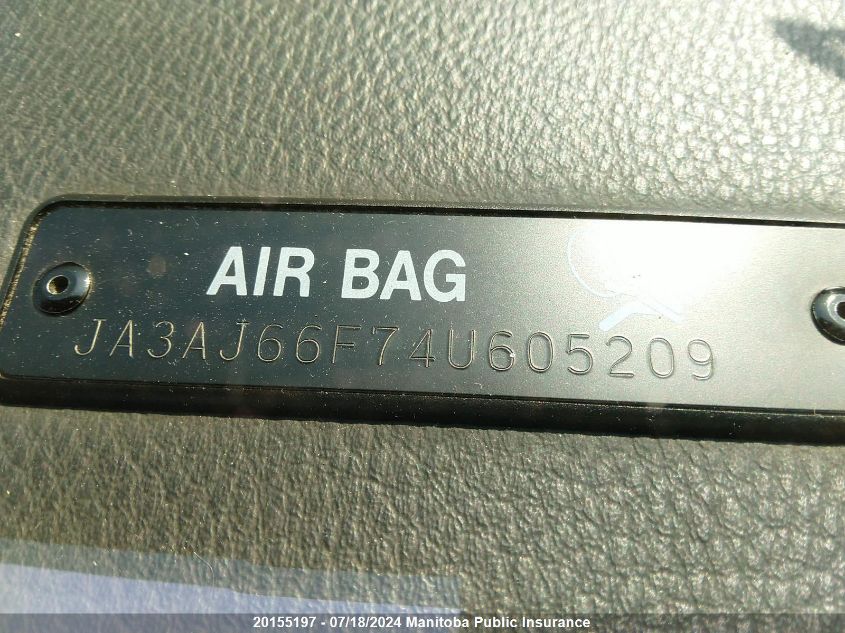 AIR BAG
JA3AJ66F74U605209
20155197 - 07/18/2024 Manitoba Public Insurance